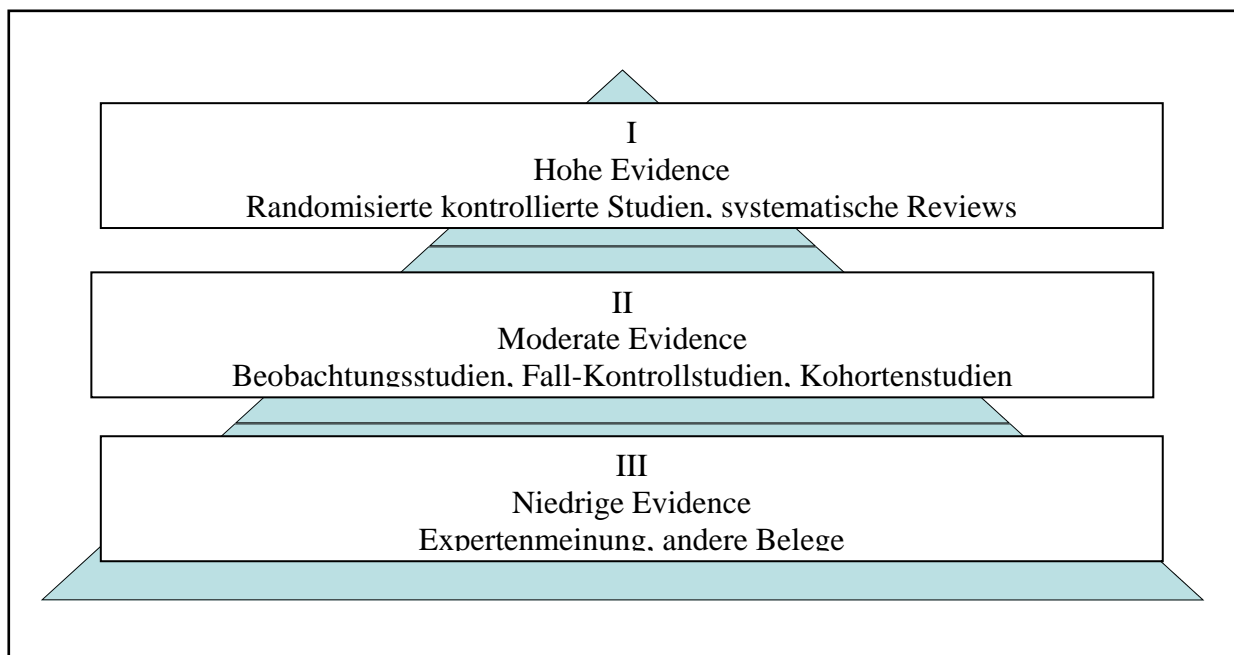 I
Hohe Evidence
Randomisierte kontrollierte Studien, systematische Reviews
II
Moderate Evidence
Beobachtungsstudien, Fall-Kontrollstudien, Kohortenstudien
III
Niedrige Evidence
Expertenmeinung, andere Belege